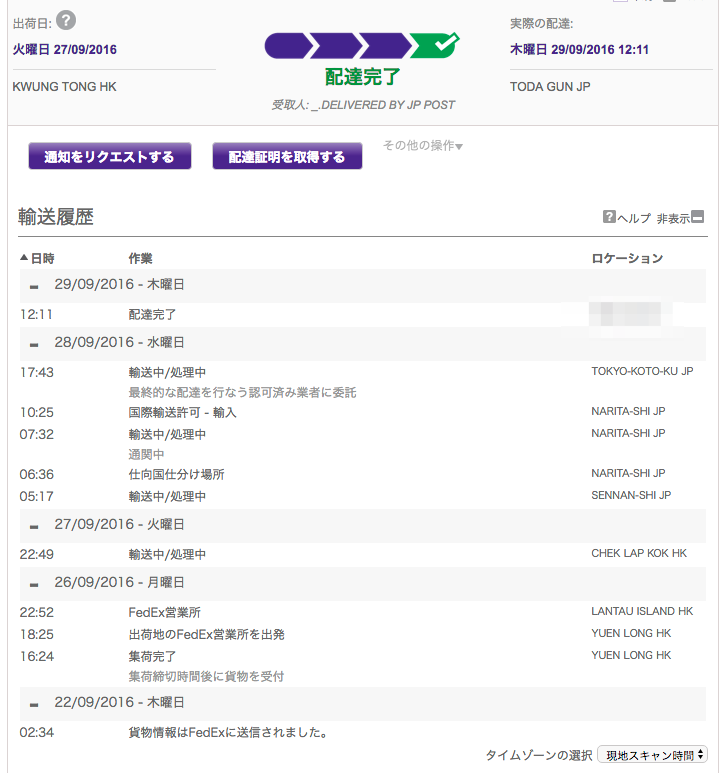 出荷日: ?
火曜日 27/09/2016
KWUNG TONG HK
配達完了
受取人: _.DELIVERED BY JP POST
実際の配達:
木曜日 29/09/2016 12:11
TODA GUN JP
通知をリクエストする 配達証明を取得する その他の操作▾
輸送履歴 ?ヘルプ 非表示
▲日時 作業 ロケーション
29/09/2016 - 木曜日
12:11 配達完了
28/09/2016 - 水曜日
17:43 輸送中/処理中 TOKYO-KOTO-KU JP
最終的な配達を行なう認可済み業者に委託
10:25 国際輸送許可 - 輸入 NARITA-SHI JP
07:32 輸送中/処理中 NARITA-SHI JP
通関中
06:36 仕向国仕分け場所 NARITA-SHI JP
05:17 輸送中/処理中 SENNAN-SHI JP
27/09/2016 - 火曜日
22:49 輸送中/処理中 CHEK LAP KOK HK
26/09/2016 - 月曜日
22:52 FedEx営業所 LANTAU ISLAND HK
18:25 出荷地のFedEx営業所を出発 YUEN LONG HK
16:24 集荷完了 YUEN LONG HK
集荷締切時間後に貨物を受付
22/09/2016 - 木曜日
02:34 貨物情報はFedExに送信されました。
タイムゾーンの選択 現地スキャン時間